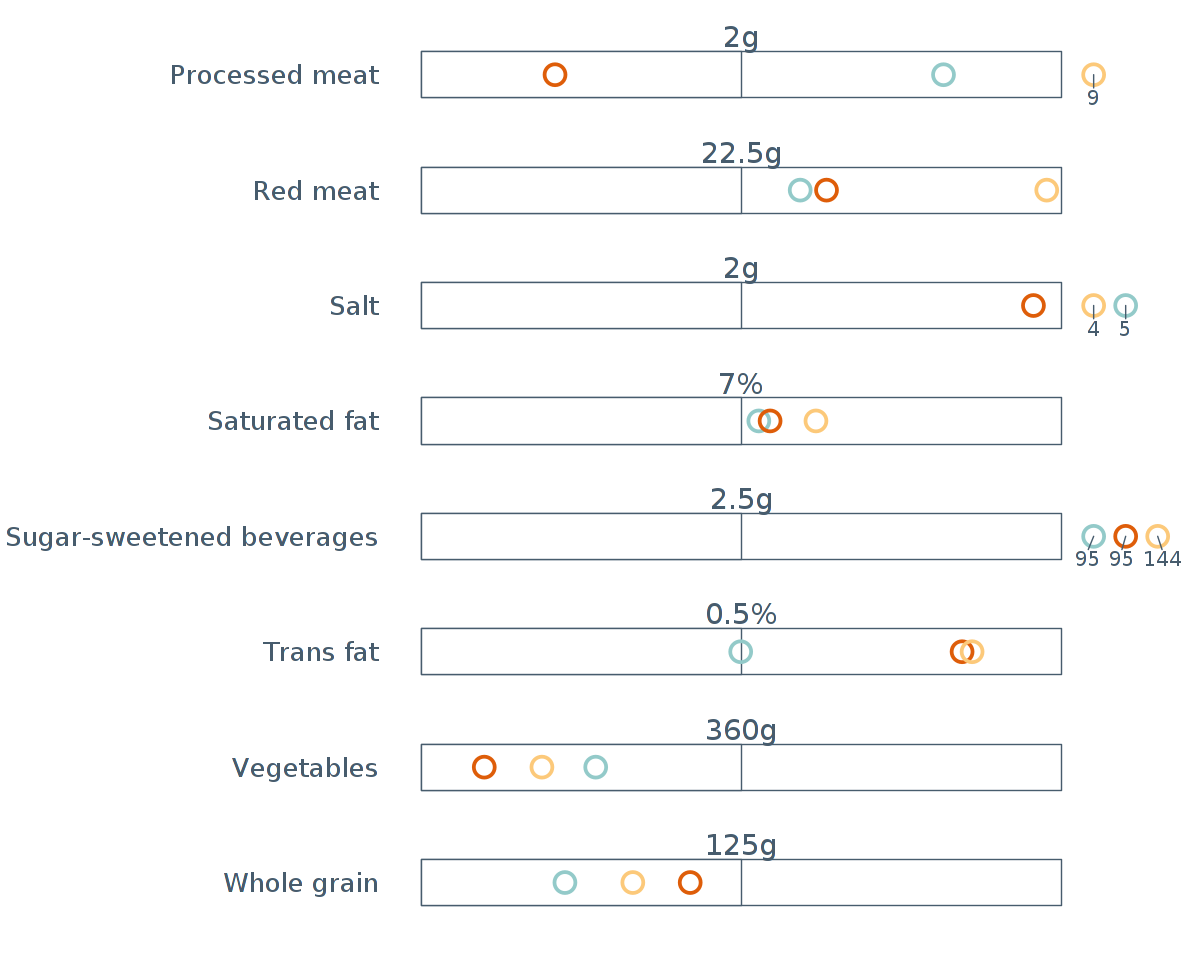 2g
Processed meat
9
22.5g
Red meat
2g
Salt
4 5
7%
Saturated fat
2.5g
Sugar-sweetened beverages
95 95 144
0.5%
Trans fat
360g
Vegetables
125g
Whole grain